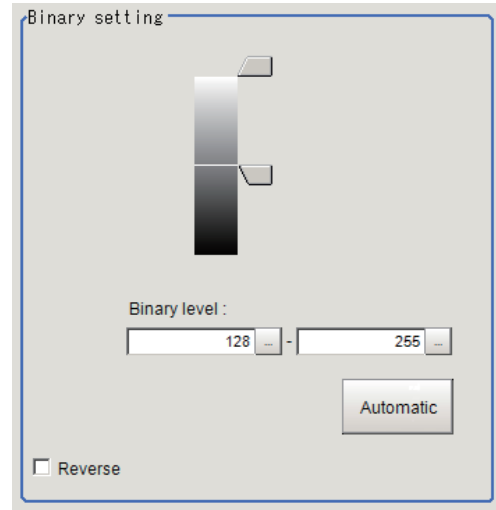 Binary setting
Binary level :
128 ... - 255 ...
Automatic
Reverse